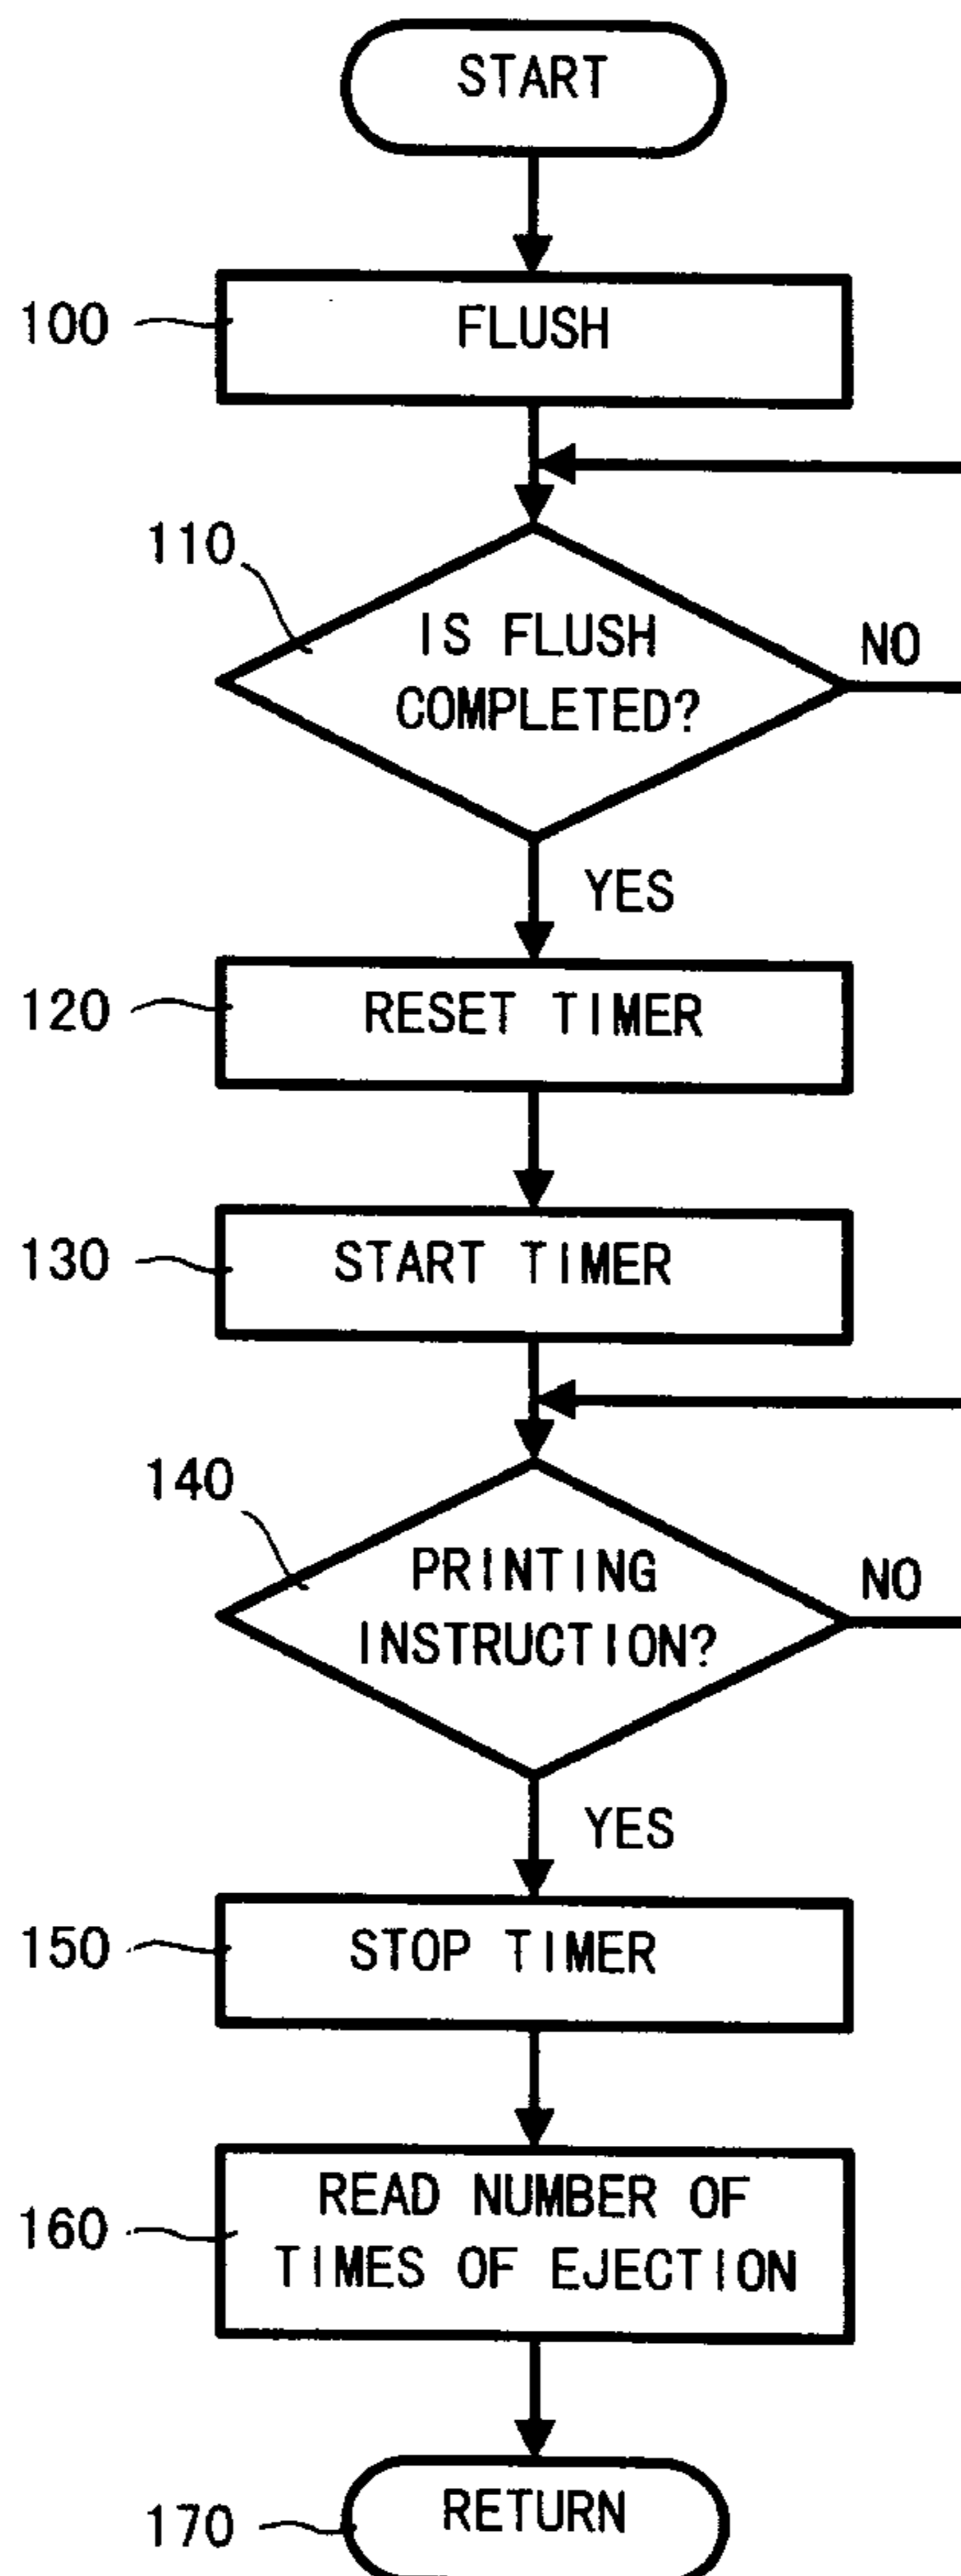 START
100
FLUSH
110
IS FLUSH
COMPLETED?
NO
YES
120
RESET TIMER
130
START TIMER
140
PRINTING
INSTRUCTION?
NO
YES
150
STOP TIMER
160
READ NUMBER OF
TIMES OF EJECTION
170
RETURN